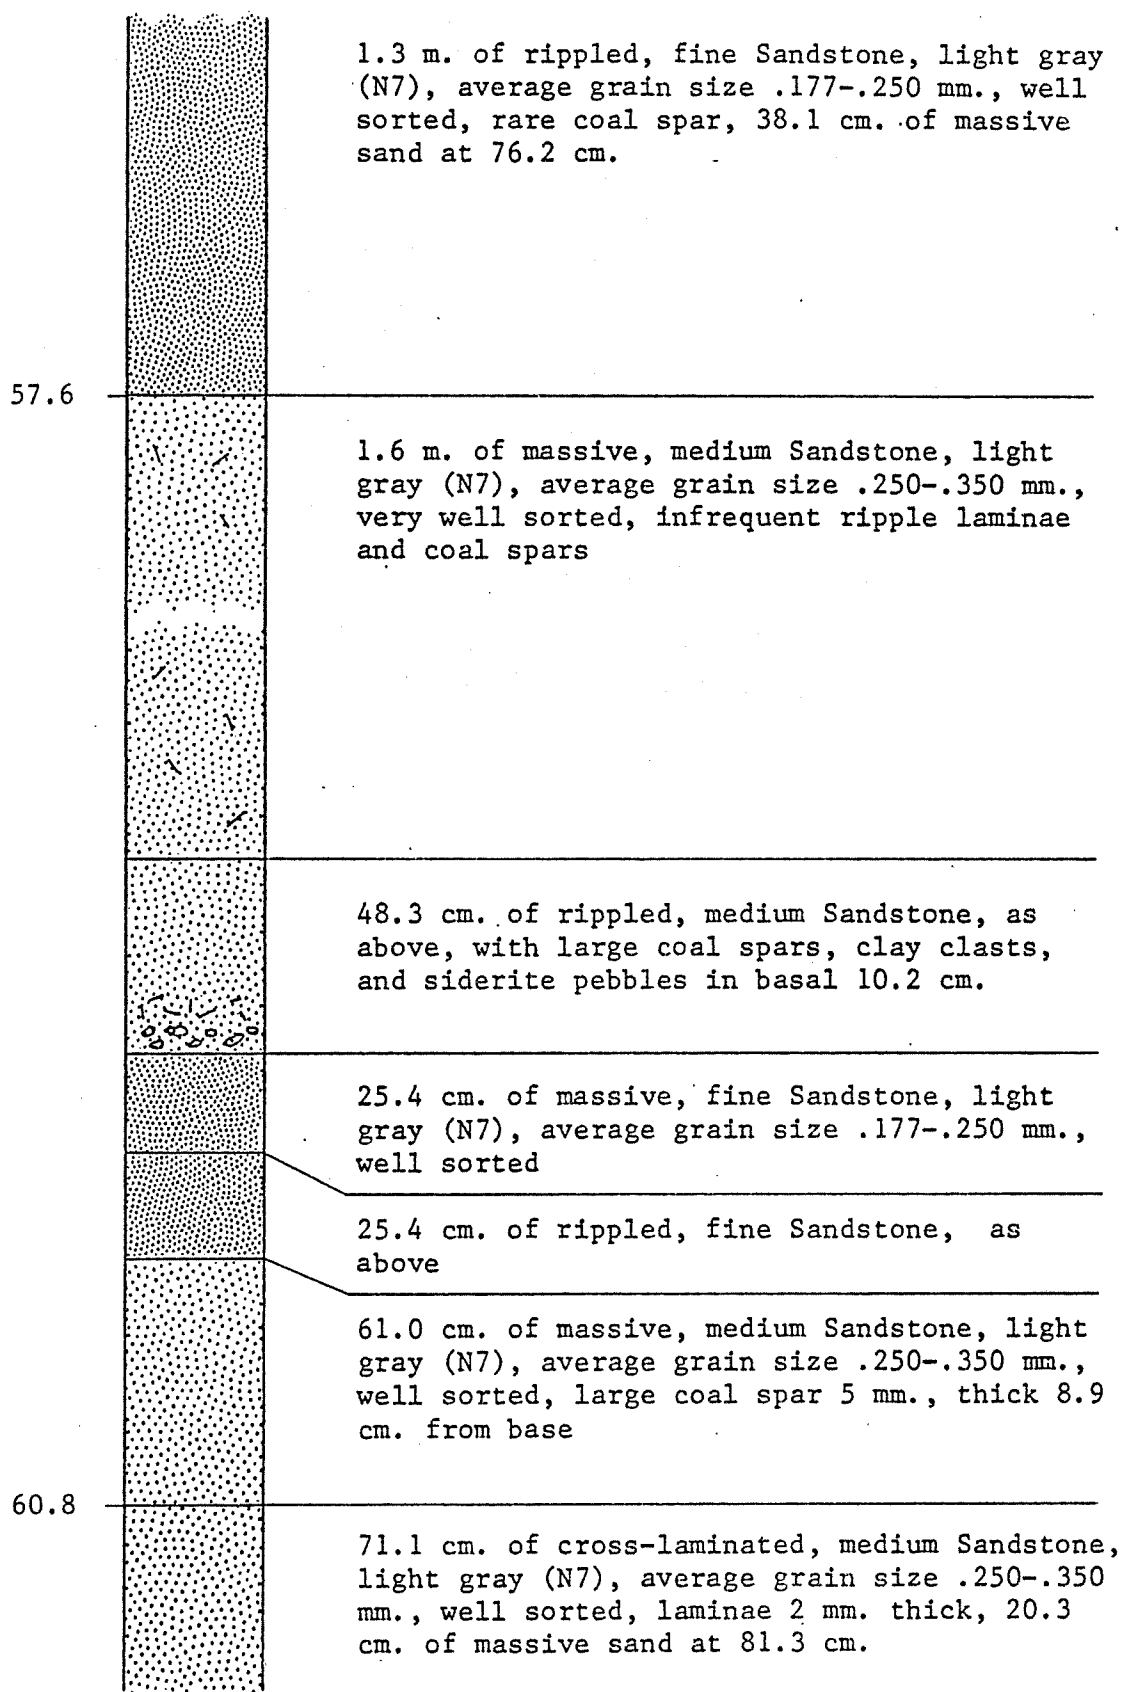 1.3 m. of rippled, fine Sandstone, light gray
(N7), average grain size .177-.250 mm., well
sorted, rare coal spar, 38.1 cm. of massive
sand at 76.2 cm.
57.6
1.6 m. of massive, medium Sandstone, light
gray (N7), average grain size .250-.350 mm.,
very well sorted, infrequent ripple laminae
and coal spars
48.3 cm. of rippled, medium Sandstone, as
above, with large coal spars, clay clasts,
and siderite pebbles in basal 10.2 cm.
25.4 cm. of massive, fine Sandstone, light
gray (N7), average grain size .177-.250 mm.,
well sorted
25.4 cm. of rippled, fine Sandstone, as
above
61.0 cm. of massive, medium Sandstone, light
gray (N7), average grain size .250-.350 mm.,
well sorted, large coal spar 5 mm., thick 8.9
cm. from base
60.8
71.1 cm. of cross-laminated, medium Sandstone,
light gray (N7), average grain size .250-.350
mm., well sorted, laminae 2 mm. thick, 20.3
cm. of massive sand at 81.3 cm.